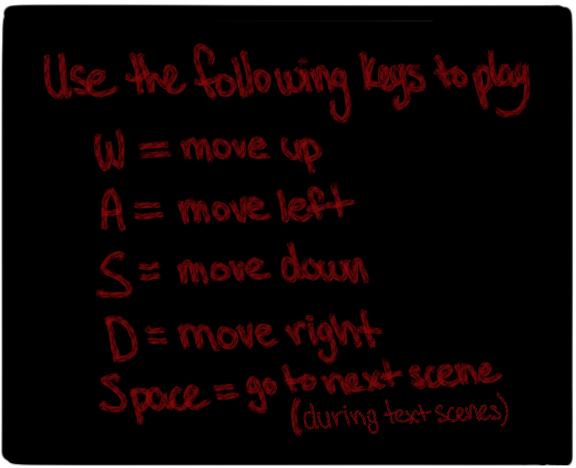 Use the following keys to play
W = move up
A = move left
S = move down
D = move right
Space = go to next scene
(during text scenes)